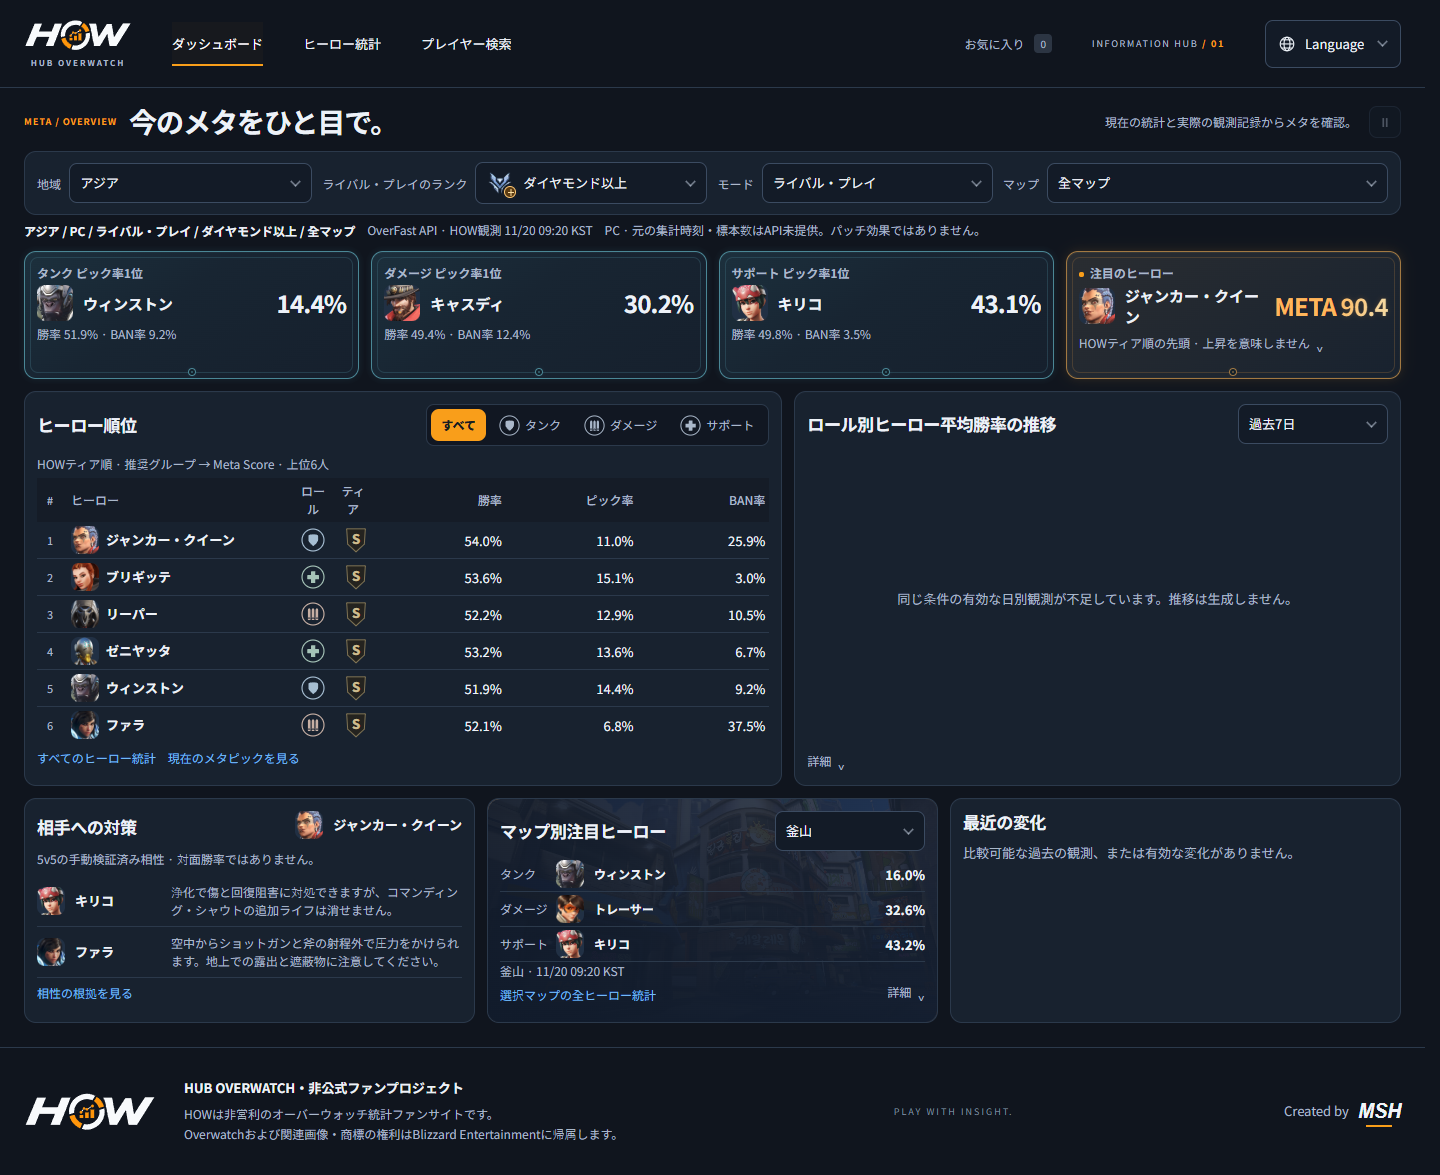 HOW
HUB OVERWATCH
ダッシュボード ヒーロー統計 プレイヤー検索
お気に入り 0 INFORMATION HUB / 01 Language
META / OVERVIEW 今のメタをひと目で。
現在の統計と実際の観測記録からメタを確認。
地域 アジア ライバル・プレイのランク ダイヤモンド以上 モード ライバル・プレイ マップ 全マップ
アジア / PC / ライバル・プレイ / ダイヤモンド以上 / 全マップ OverFast API · HOW観測 11/20 09:20 KST PC · 元の集計時刻・標本数はAPI未提供。パッチ効果ではありません。
タンク ピック率1位
ウィンストン 14.4%
勝率 51.9% · BAN率 9.2%
ダメージ ピック率1位
キャスディ 30.2%
勝率 49.4% · BAN率 12.4%
サポート ピック率1位
キリコ 43.1%
勝率 49.8% · BAN率 3.5%
注目のヒーロー
ジャンカー・クイー
ン
META 90.4
HOWティア順の先頭 · 上昇を意味しません
ヒーロー順位
すべて タンク ダメージ サポート
HOWティア順 · 推奨グループ → Meta Score · 上位6人
# ヒーロー ロー ティ 勝率 ピック率 BAN率
ル ア
1 ジャンカー・クイーン S 54.0% 11.0% 25.9%
2 ブリギッテ S 53.6% 15.1% 3.0%
3 リーパー S 52.2% 12.9% 10.5%
4 ゼニヤッタ S 53.2% 13.6% 6.7%
5 ウィンストン S 51.9% 14.4% 9.2%
6 ファラ S 52.1% 6.8% 37.5%
すべてのヒーロー統計 現在のメタピックを見る
ロール別ヒーロー平均勝率の推移 過去7日
同じ条件の有効な日別観測が不足しています。推移は生成しません。
詳細
相手への対策 ジャンカー・クイーン
5v5の手動検証済み相性 · 対面勝率ではありません。
キリコ
浄化で傷と回復阻害に対処できますが、コマンディン
グ・シャウトの追加ライフは消せません。
ファラ
空中からショットガンと斧の射程外で圧力をかけられ
ます。地上での露出と遮蔽物に注意してください。
相性の根拠を見る
マップ別注目ヒーロー 釜山
タンク ウィンストン 16.0%
ダメージ トレーサー 32.6%
サポート キリコ 43.2%
釜山 · 11/20 09:20 KST
選択マップの全ヒーロー統計 詳細
最近の変化
比較可能な過去の観測、または有効な変化がありません。
HOW
HUB OVERWATCH・非公式ファンプロジェクト
HOWは非営利のオーバーウォッチ統計ファンサイトです。
Overwatchおよび関連画像・商標の権利はBlizzard Entertainmentに帰属します。
PLAY WITH INSIGHT.
Created by MSH